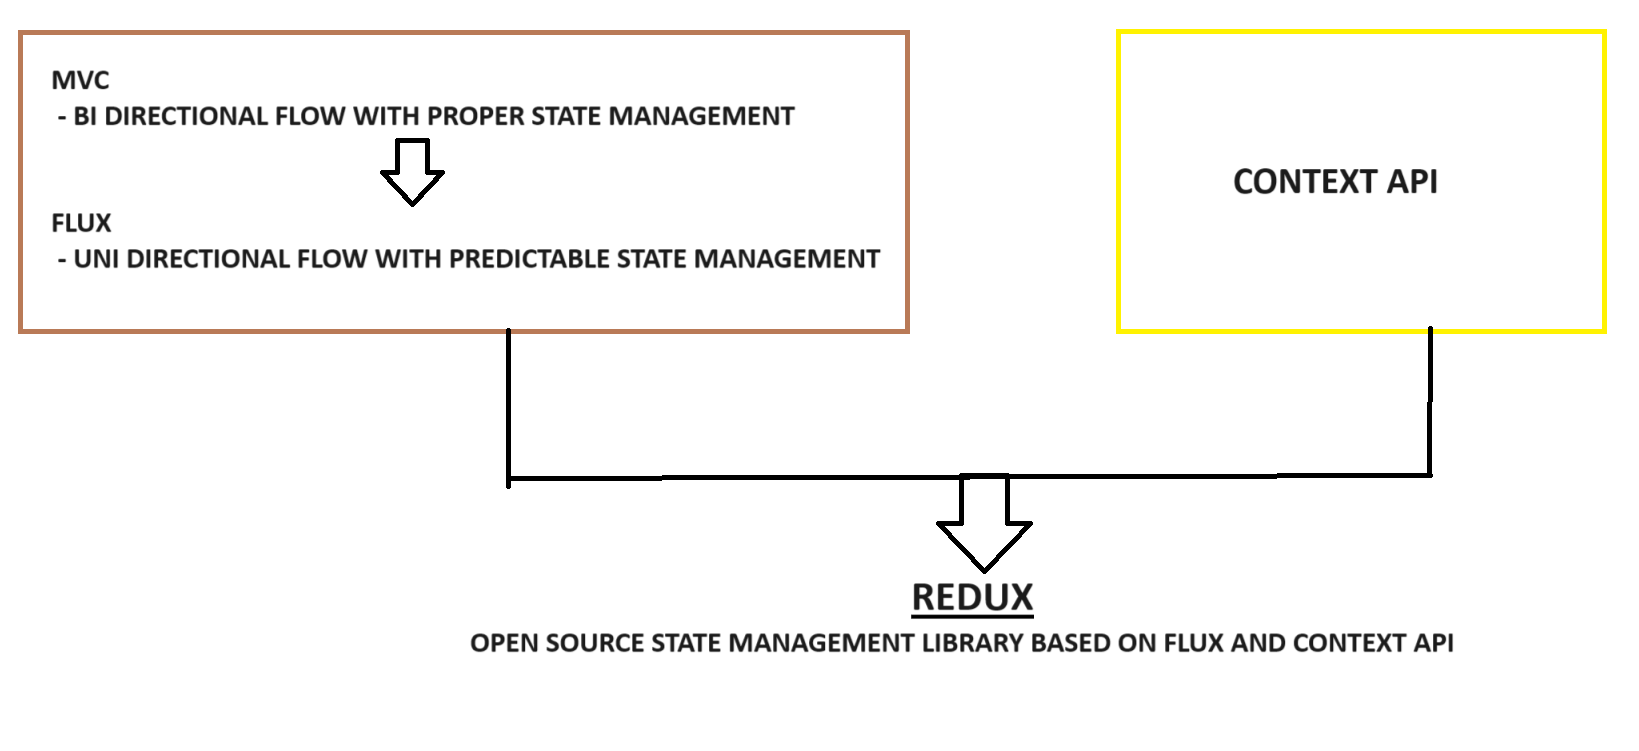 MVC
- BI DIRECTIONAL FLOW WITH PROPER STATE MANAGEMENT
FLUX
- UNI DIRECTIONAL FLOW WITH PREDICTABLE STATE MANAGEMENT
CONTEXT API
REDUX
OPEN SOURCE STATE MANAGEMENT LIBRARY BASED ON FLUX AND CONTEXT API